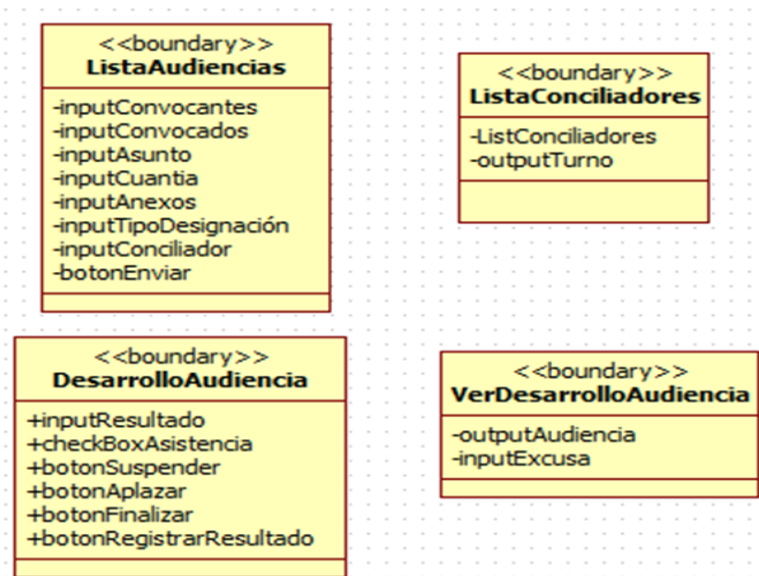 <<boundary>>
ListaAudiencias
-inputConvocantes
-inputConvocados
-inputAsunto
-inputCuantia
-inputAnexos
-inputTipoDesignación
-inputConciliador
-botonEnviar
<<boundary>>
ListaConciliadores
-ListConciliadores
-outputTurno
<<boundary>>
DesarrolloAudiencia
+inputResultado
+checkBoxAsistencia
+botonSuspender
+botonAplazar
+botonFinalizar
+botonRegistrarResultado
<<boundary>>
VerDesarrolloAudiencia
-outputAudiencia
-inputExcusa